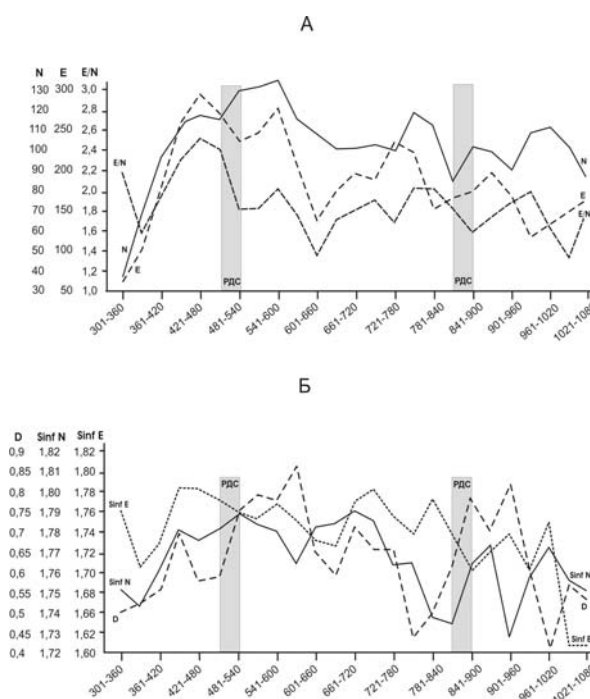 А
N E E/N
130 300 3,0
120 2,8
110 250 2,6
100 2,4
90 200 2,2
80 2,0
70 150 1,8
60 1,6
50 100 1,4
40 1,2
30 50 1,0
E/N
N
E
РДС
РДС
N
E
E/N
301-360
361-420
421-480
481-540
541-600
601-660
661-720
721-780
781-840
841-900
901-960
961-1020
1021-1080
Б
D Sinf N Sinf E
0,9 1,82 1,82
0,85 1,81 1,80
0,8 1,80 1,78
0,75 1,79 1,76
0,7 1,78 1,74
0,65 1,77 1,72
0,6 1,76 1,70
0,55 1,75 1,68
0,5 1,74 1,66
0,45 1,73 1,62
0,4 1,72 1,60
Sinf E
Sinf N
D
РДС
РДС
Sinf N
D
Sinf E
301-360
361-420
421-480
481-540
541-600
601-660
661-720
721-780
781-840
841-900
901-960
961-1020
1021-1080